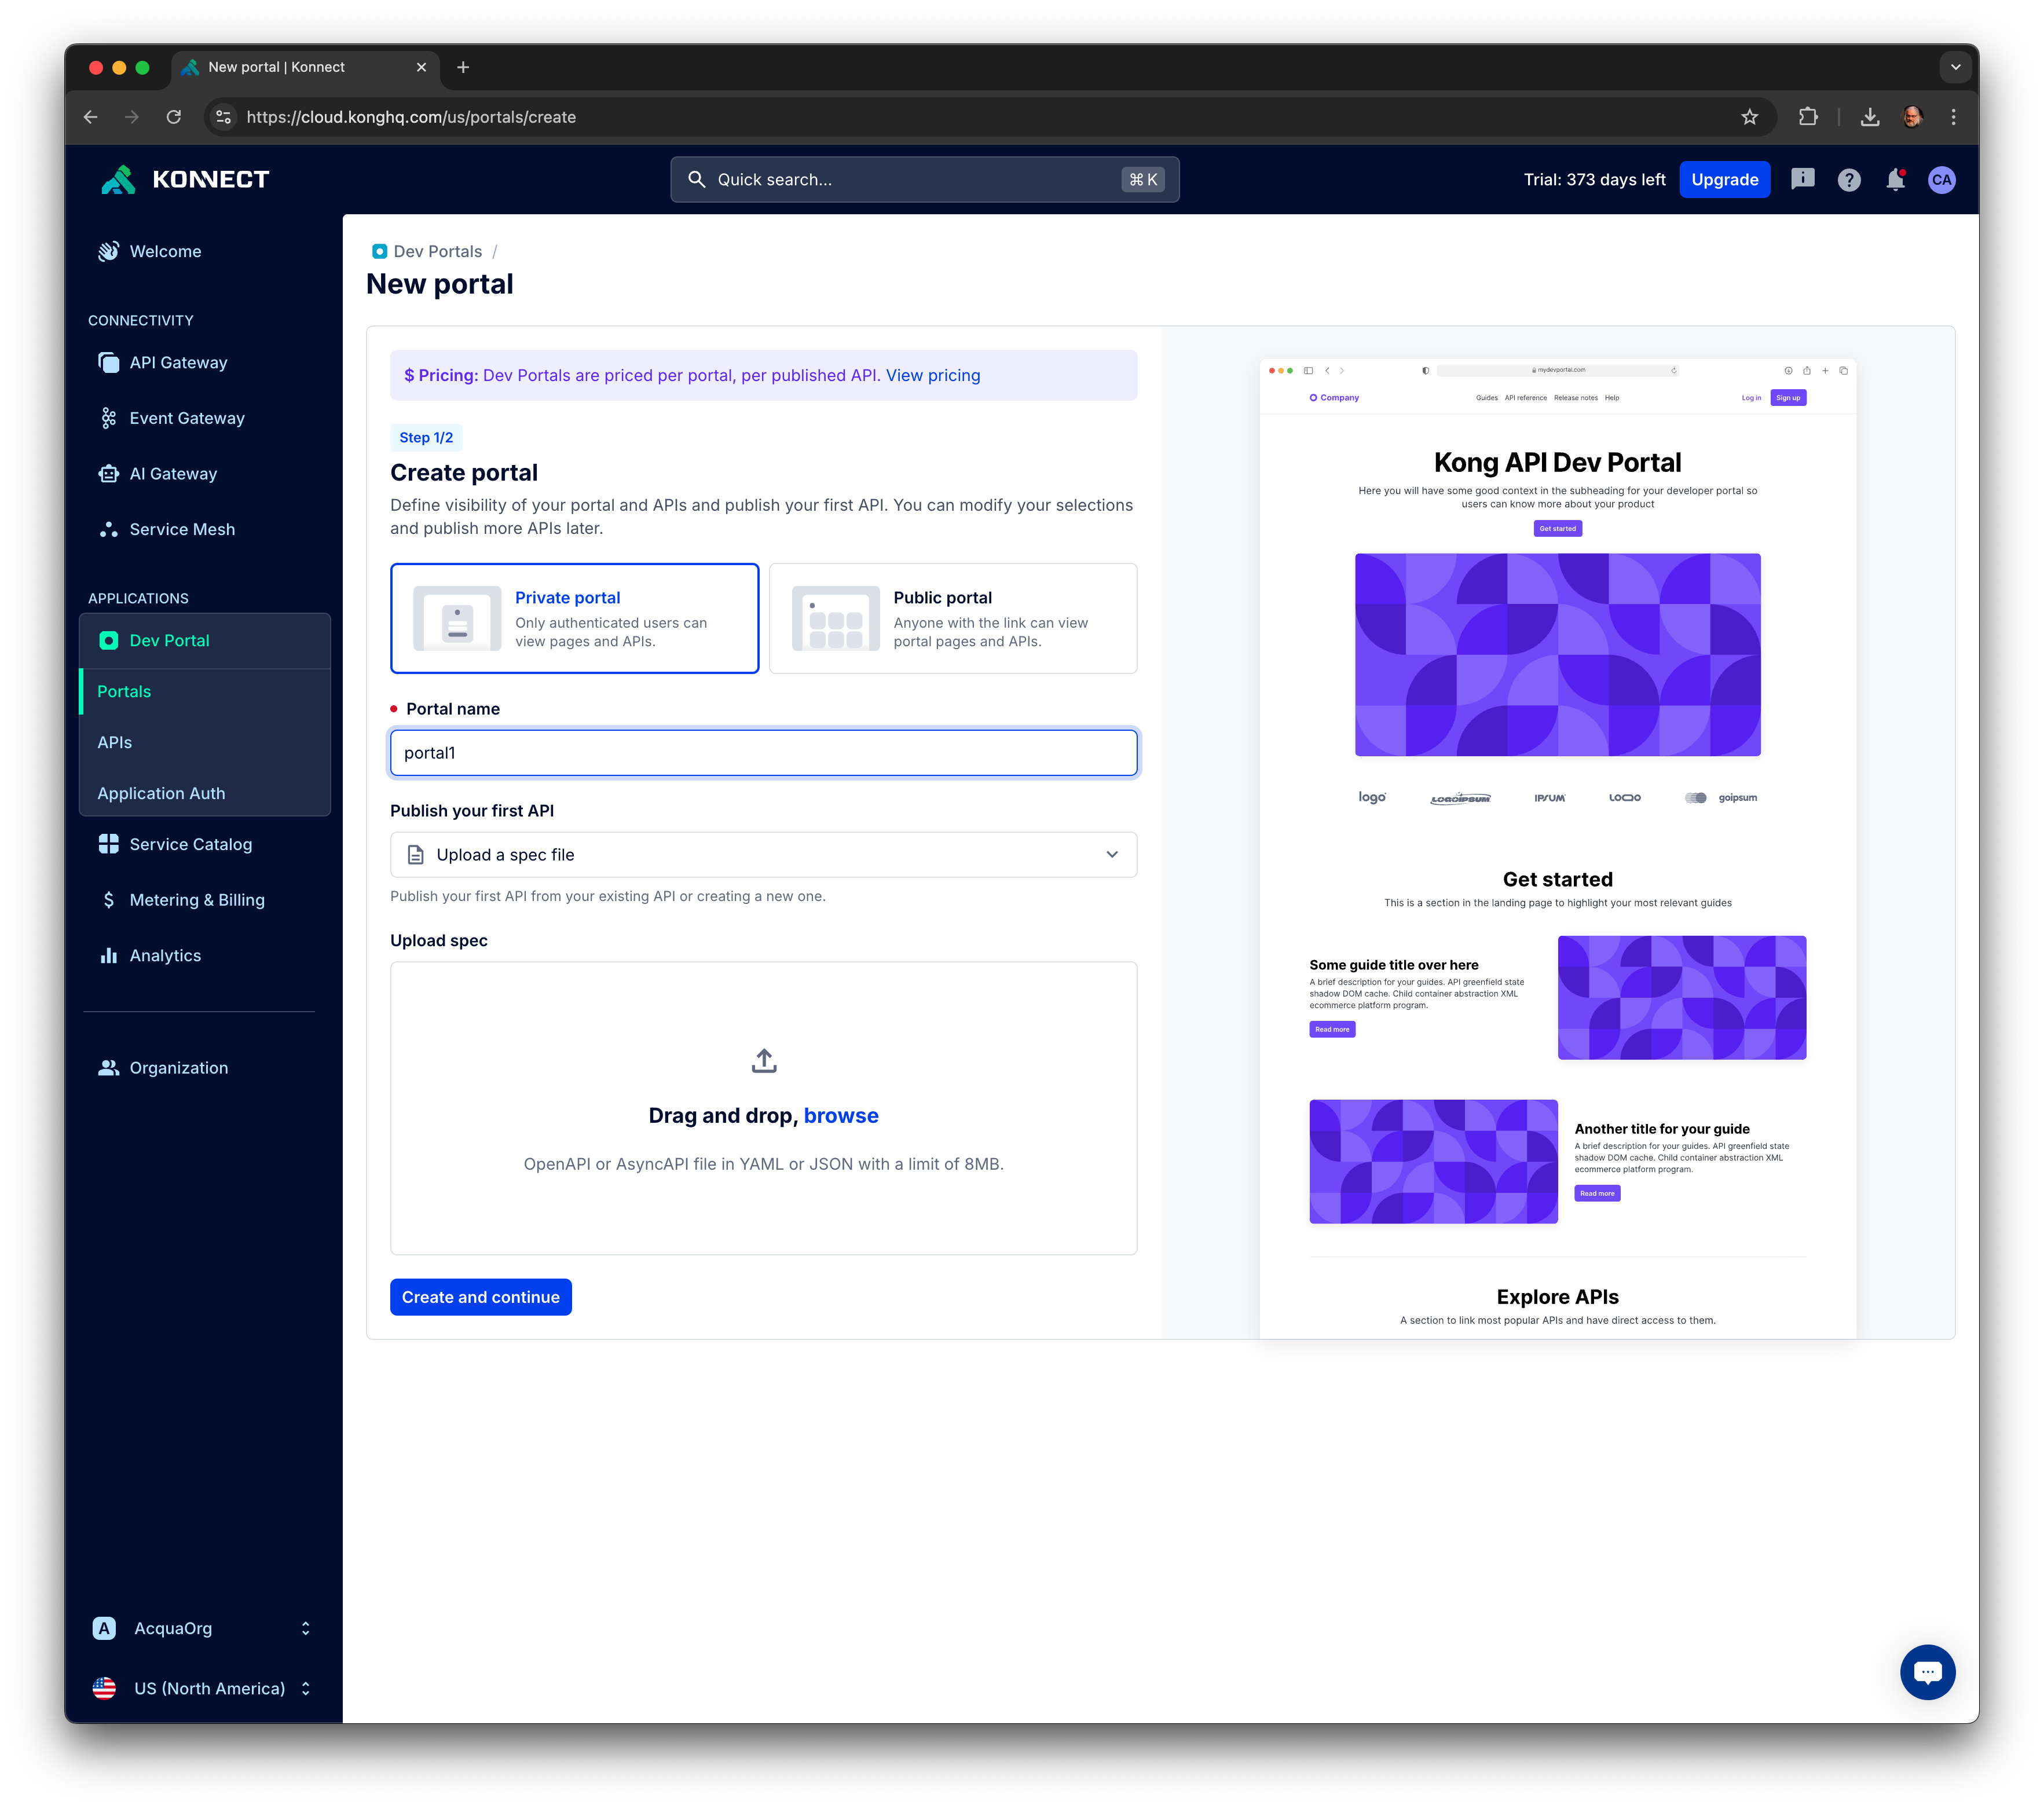 New portal | Konnect
https://cloud.konghq.com/us/portals/create
KONNECT
Quick search...
⌘ K
Trial: 373 days left
Upgrade
CA
Welcome
CONNECTIVITY
API Gateway
Event Gateway
AI Gateway
Service Mesh
APPLICATIONS
Dev Portal
Portals
APIs
Application Auth
Service Catalog
Metering & Billing
Analytics
Organization
A AcquaOrg
US (North America)
Dev Portals /
New portal
$ Pricing: Dev Portals are priced per portal, per published API. View pricing
Step 1/2
Create portal
Define visibility of your portal and APIs and publish your first API. You can modify your selections
and publish more APIs later.
Private portal
Only authenticated users can
view pages and APIs.
Public portal
Anyone with the link can view
portal pages and APIs.
Portal name
portal1
Publish your first API
Upload a spec file
Publish your first API from your existing API or creating a new one.
Upload spec
Drag and drop, browse
OpenAPI or AsyncAPI file in YAML or JSON with a limit of 8MB.
Create and continue
mydevportal.com
Company
Guides API reference Release notes Help
Log in
Sign up
Kong API Dev Portal
Here you will have some good context in the subheading for your developer portal so
users can know more about your product
Get started
logo
LOGOIPSUM
IPSUM
LOGO
goipsum
Get started
This is a section in the landing page to highlight your most relevant guides
Some guide title over here
A brief description for your guides. API greenfield state
shadow DOM cache. Child container abstraction XML
ecommerce platform program.
Read more
Another title for your guide
A brief description for your guides. API greenfield state
shadow DOM cache. Child container abstraction XML
ecommerce platform program.
Read more
Explore APIs
A section to link most popular APIs and have direct access to them.